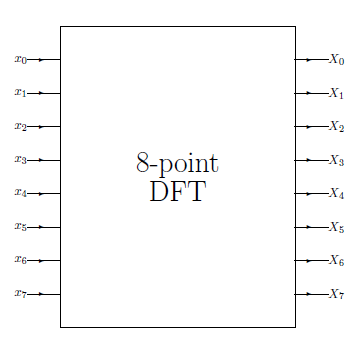 x₀ X₀
x₁ X₁
x₂ X₂
x₃ X₃
8-point
DFT
x₄ X₄
x₅ X₅
x₆ X₆
x₇ X₇